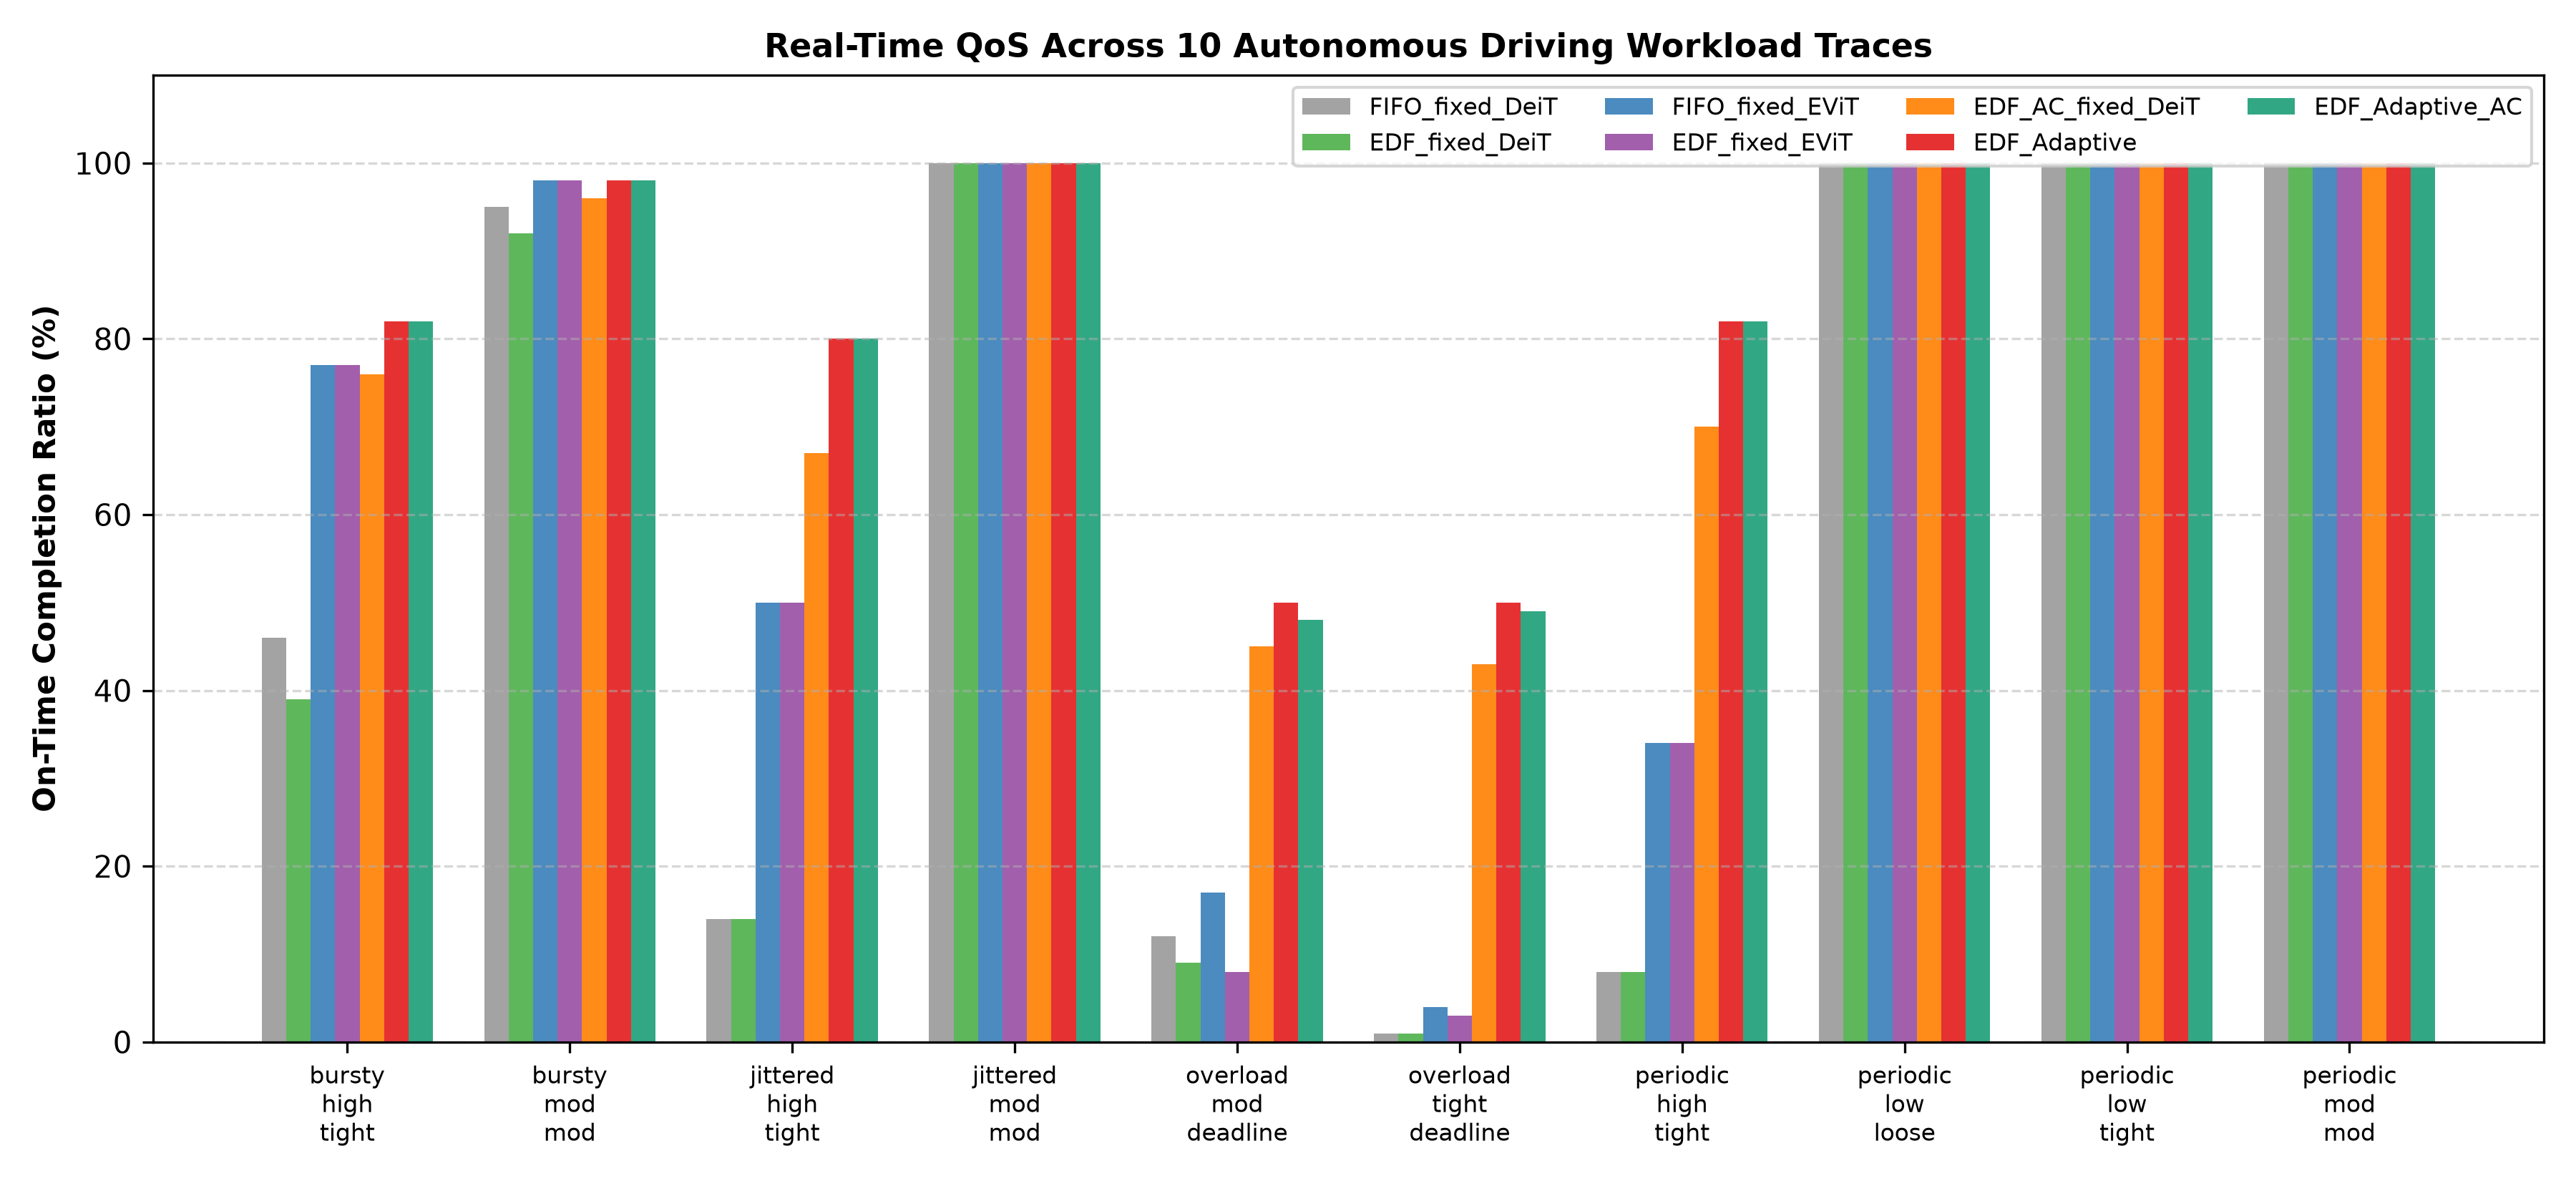 Real-Time QoS Across 10 Autonomous Driving Workload Traces
FIFO_fixed_DeiT
EDF_fixed_DeiT
FIFO_fixed_EViT
EDF_fixed_EViT
EDF_AC_fixed_DeiT
EDF_Adaptive
EDF_Adaptive_AC
On-Time Completion Ratio (%)
100
80
60
40
20
0
bursty
high
tight
bursty
mod
mod
jittered
high
tight
jittered
mod
mod
overload
mod
deadline
overload
tight
deadline
periodic
high
tight
periodic
low
loose
periodic
low
tight
periodic
mod
mod